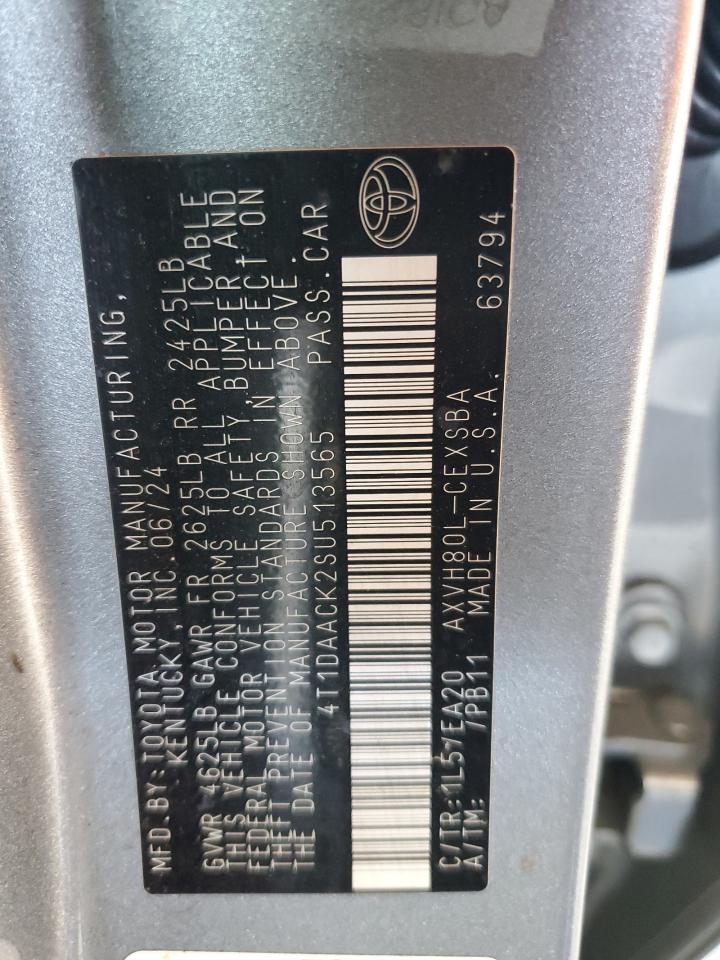 MFD.BY:TOYOTA MOTOR MANUFACTURING,
KENTUCKY, INC.06/24
GVWR 4625LB GAWR FR 2625LB RR 2425LB
THIS VEHICLE CONFORMS TO ALL APPLICABLE
FEDERAL MOTOR VEHICLE SAFETY, BUMPER, AND
THEFT PREVENTION STANDARDS IN EFFECT ON
THE DATE OF MANUFACTURE SHOWN ABOVE.
4T1DAACK2SU513565 PASS.CAR
C/TR:1L5/EA20 AXVH80L-CEXSBA
A/TM: /PB11 MADE IN U.S.A. 63794